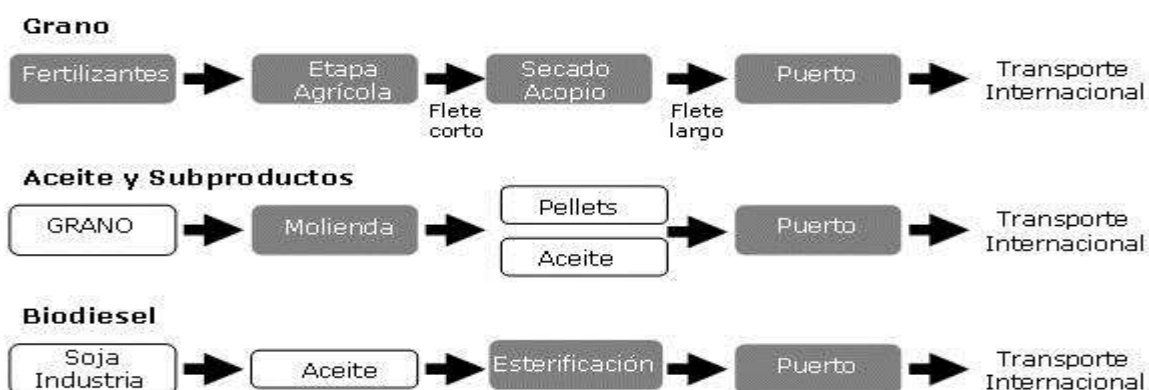 Grano
Fertilizantes
Etapa
Agrícola
Flete
corto
Secado
Acopio
Flete
largo
Puerto
Transporte
Internacional
Aceite y Subproductos
GRANO
Molienda
Pellets
Aceite
Puerto
Transporte
Internacional
Biodiesel
Soja
Industria
Aceite
Esterificación
Puerto
Transporte
Internacional